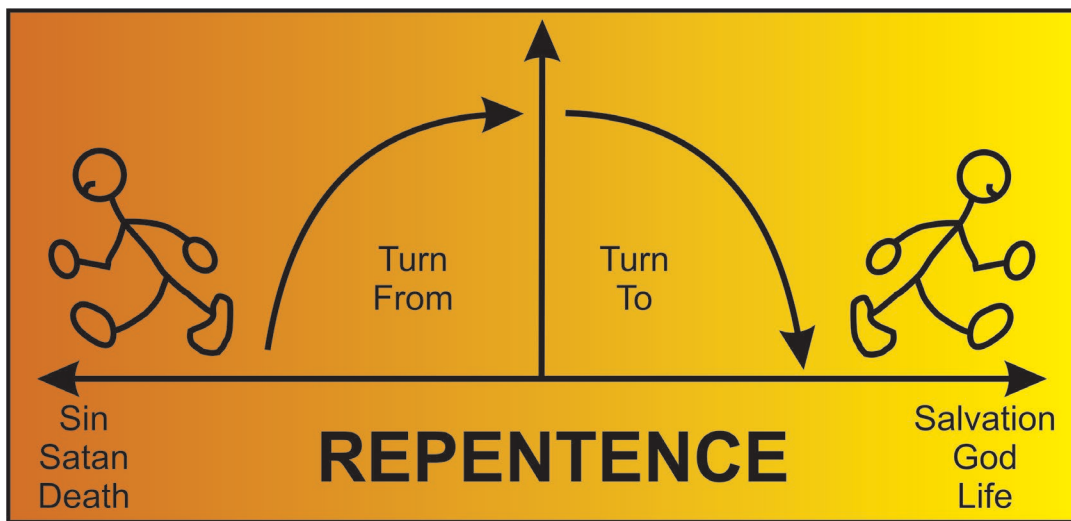 Turn
From
Turn
To
Sin
Satan
Death
REPENTENCE
Salvation
God
Life